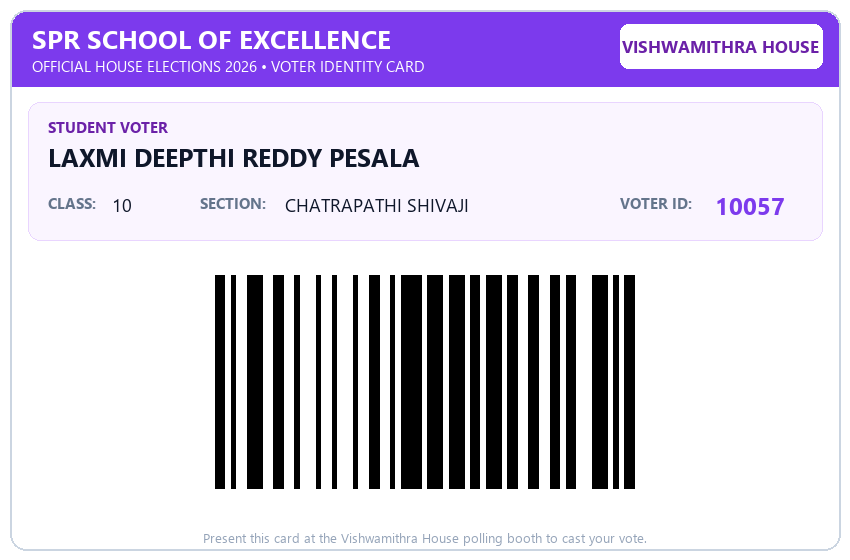 SPR SCHOOL OF EXCELLENCE
OFFICIAL HOUSE ELECTIONS 2026 • VOTER IDENTITY CARD
VISHWAMITHRA HOUSE
STUDENT VOTER
LAXMI DEEPTHI REDDY PESALA
CLASS: 10 SECTION: CHATRAPATHI SHIVAJI VOTER ID: 10057
Present this card at the Vishwamithra House polling booth to cast your vote.